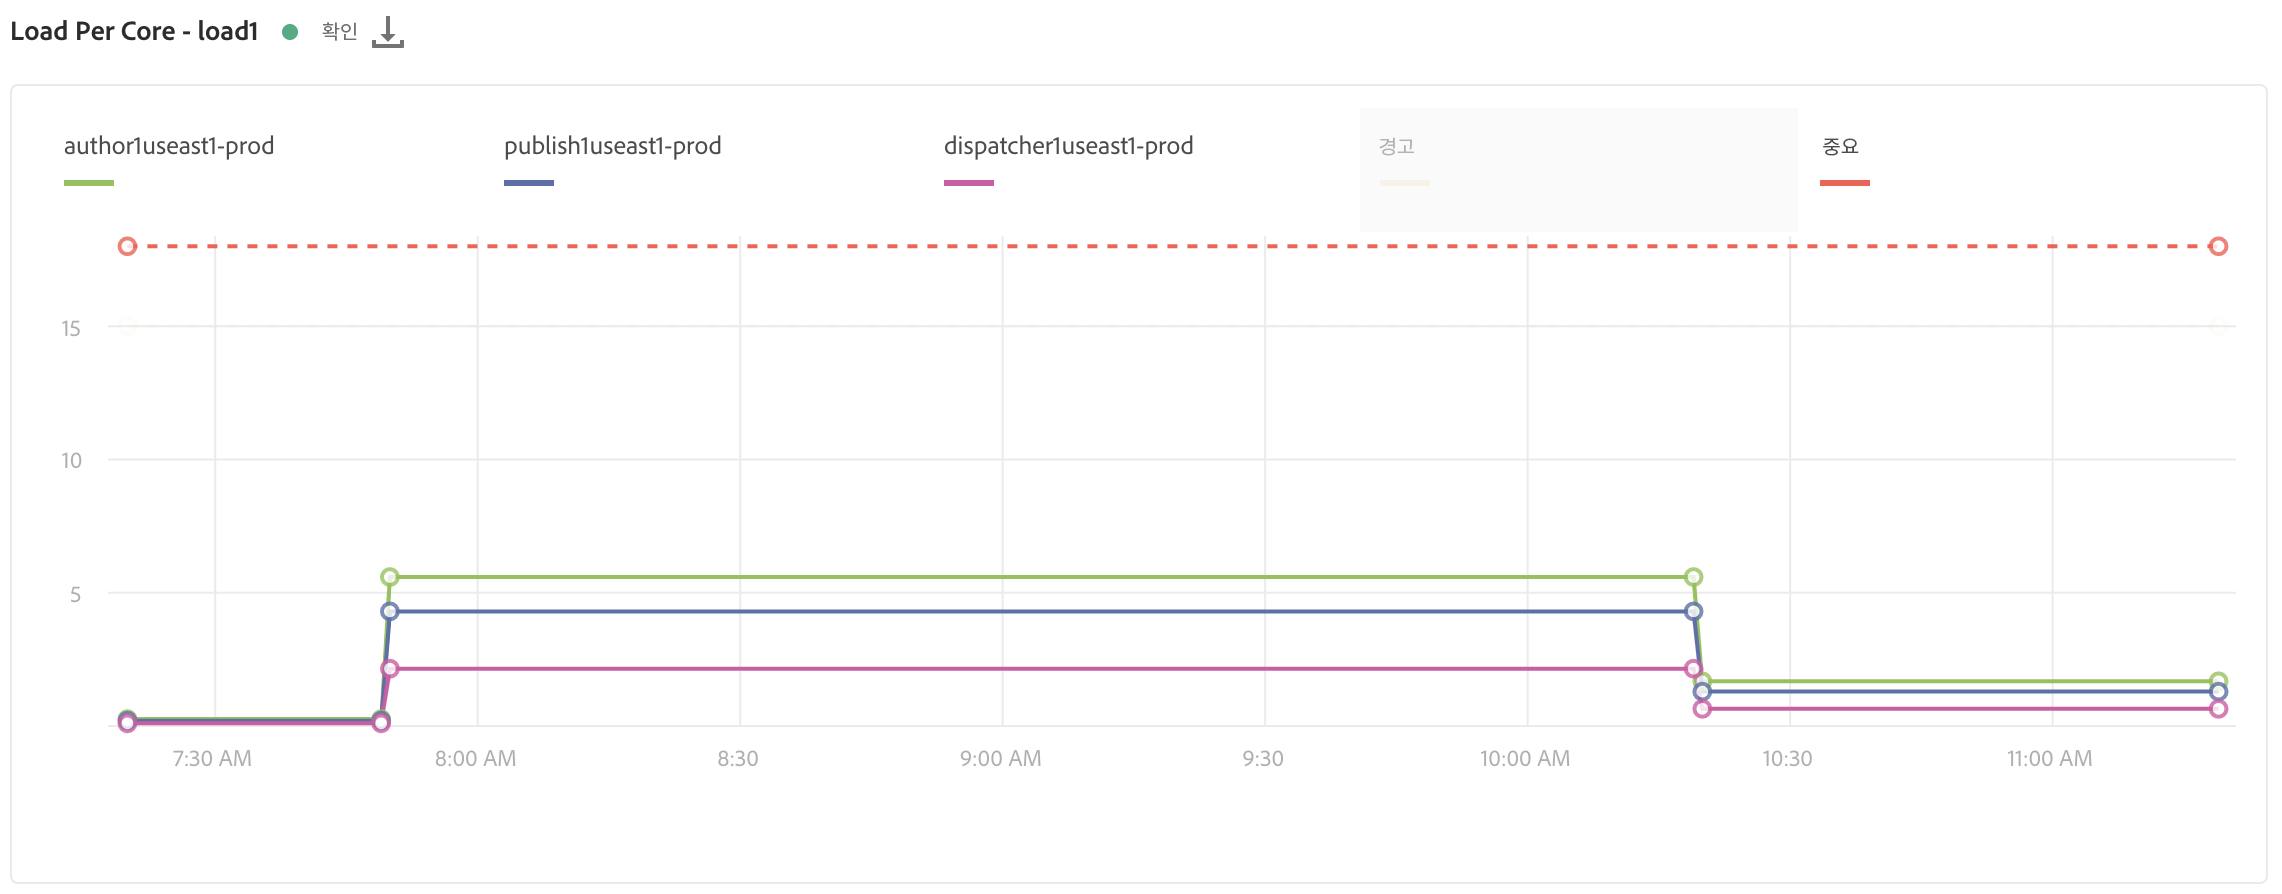 Load Per Core - load1 확인
author1useast1-prod publish1useast1-prod dispatcher1useast1-prod 경고 중요
15
10
5
7:30 AM 8:00 AM 8:30 9:00 AM 9:30 10:00 AM 10:30 11:00 AM